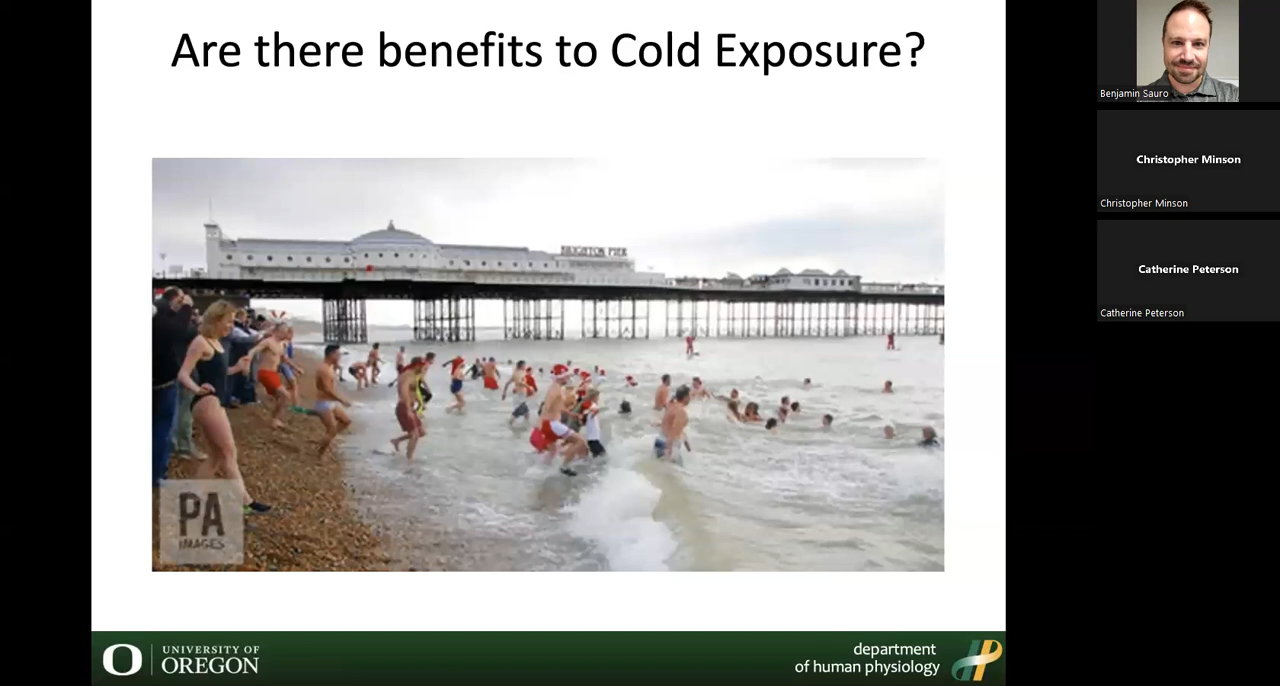 Are there benefits to Cold Exposure?
BRIGHTON PIER
PA
IMAGES
O
UNIVERSITY OF
OREGON
department
of human physiology
Benjamin Sauro
Christopher Minson
Christopher Minson
Catherine Peterson
Catherine Peterson